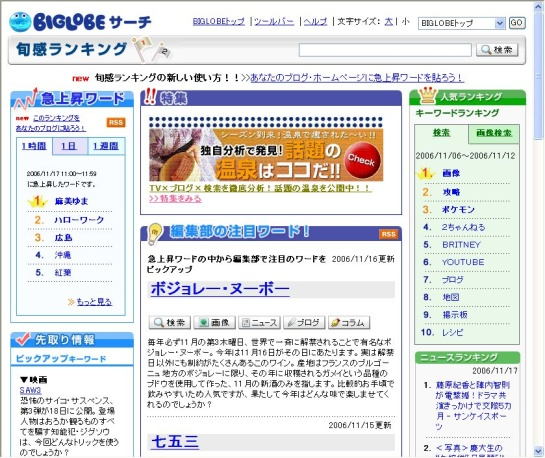 BIGLOBEサーチ
BIGLOBEトップ | ツールバー | ヘルプ | 文字サイズ: 大 | 小
BIGLOBEトップ
GO
旬感ランキング
検索
new 旬感ランキングの新しい使い方！！>>あなたのブログ・ホームページに急上昇ワードを貼ろう！
急上昇ワード
new このランキングを
あなたのブログに貼ろう！
RSS
1時間
1日
1週間
2006/11/17 11:00～11:59
に急上昇したワードです。
1. 麻美ゆま
2. ハローワーク
3. 広島
4. 沖縄
5. 紅葉
≫もっと見る
先取り情報
ピックアップキーワード
▼映画
SAW3
恐怖のサイコ・サスペンス、
第3弾が18日に公開。登場
人物はおろか観るものすべ
てを騙す知能犯・ジグソウ
は、今回どんなトリックを使う
のでしょうか？
特集
シーズン到来！温泉で癒された～い!!
独自分析で発見！
話題の
温泉はココだ!!
Check
TV×ブログ×検索を徹底分析！話題の温泉を公開中！！
>>特集をみる
編集部の注目ワード！
RSS
急上昇ワードの中から編集部で注目のワードを
ピックアップ
2006/11/16更新
ボジョレー・ヌーボー
検索
画像
ニュース
ブログ
コラム
毎年必ず11月の第3木曜日、世界で一斉に解禁されることで有名なボ
ジョレー・ヌーボー。今年は11月16日がその日にあたります。実は解禁
日以外にも制約がたくさんあるこのワイン。産地はフランスのブルゴー
ニュ地方のボジョレーに限り、その年に収穫されるガメイという品種の
ブドウを使用して作った、11月の新酒のみを指します。比較的お手頃で
飲みやすいため人気ですが、果たして今年はどんな味で楽しませてく
れるのでしょうか？
2006/11/15更新
七五三
人気ランキング
キーワードランキング
検索
画像検索
2006/11/06～2006/11/12
1. 画像
2. 攻略
3. ポケモン
4. 2ちゃんねる
5. BRITNEY
6. YOUTUBE
7. ブログ
8. 地図
9. 掲示板
10. レシピ
ニュースランキング
2006/11/17
1. 藤原紀香と陣内智則
が電撃婚！ドラマ共
演きっかけで交際5カ
月 - サンケイスポー
ツ
2. ＜写真＞慶大生の